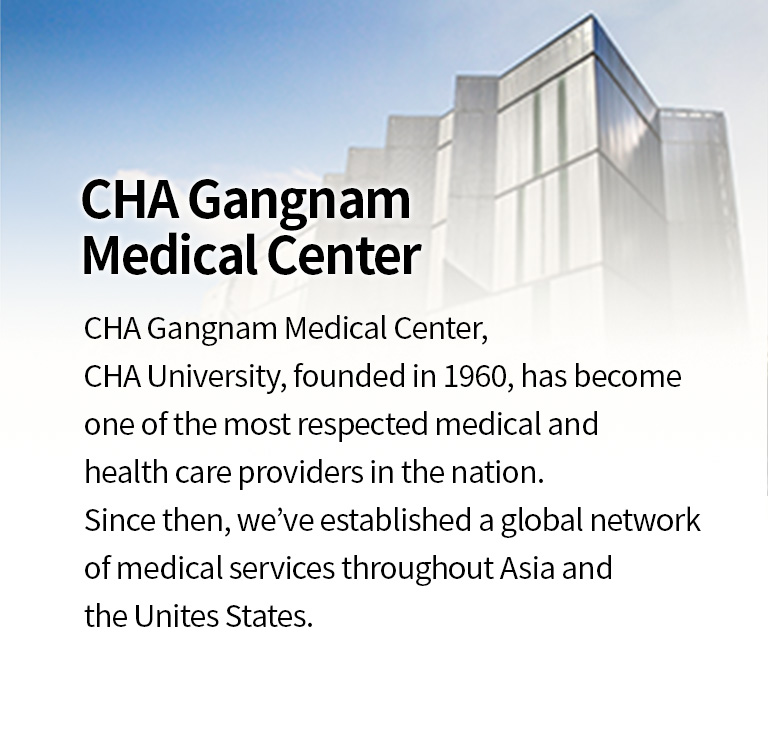 CHA Gangnam
Medical Center
CHA Gangnam Medical Center,
CHA University, founded in 1960, has become
one of the most respected medical and
health care providers in the nation.
Since then, we’ve established a global network
of medical services throughout Asia and
the Unites States.